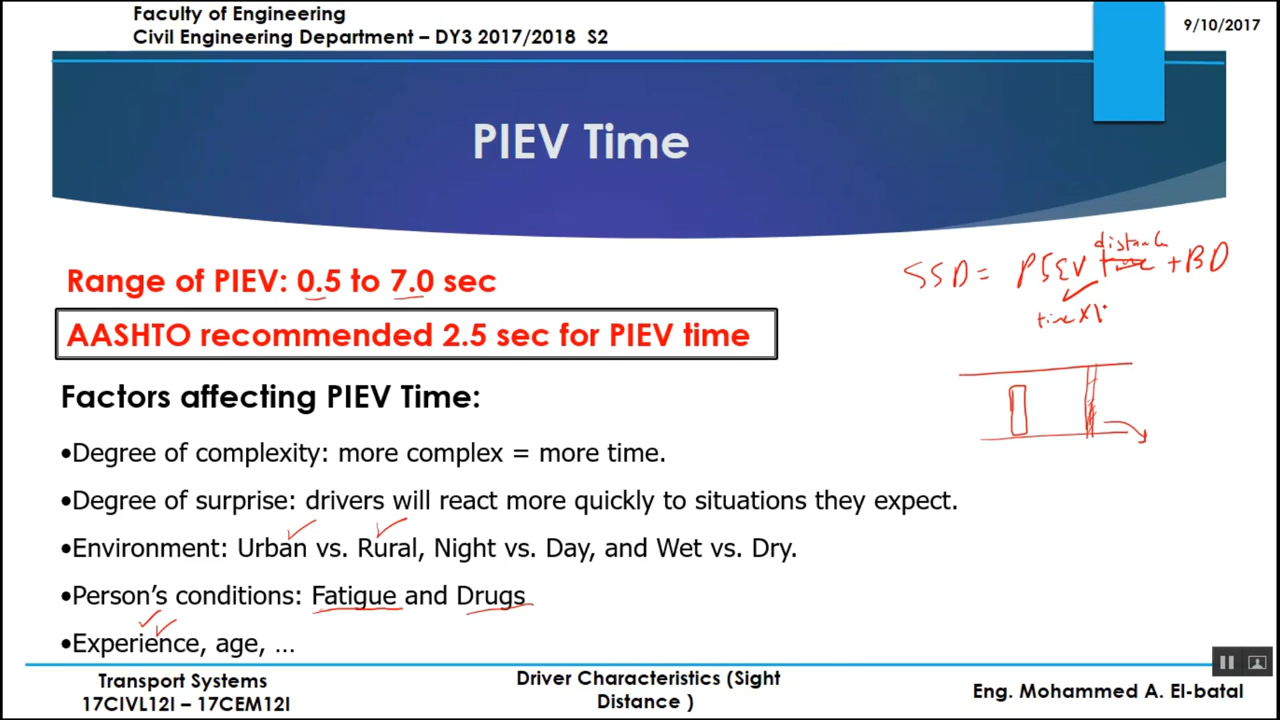 Faculty of Engineering
Civil Engineering Department – DY3 2017/2018 S2
9/10/2017
PIEV Time
Range of PIEV: 0.5 to 7.0 sec
AASHTO recommended 2.5 sec for PIEV time
SSD = PIEV distance time + BD
time x
Factors affecting PIEV Time:
•Degree of complexity: more complex = more time.
•Degree of surprise: drivers will react more quickly to situations they expect.
•Environment: Urban vs. Rural, Night vs. Day, and Wet vs. Dry.
•Person’s conditions: Fatigue and Drugs
•Experience, age, ...
Transport Systems
17CIVL12I – 17CEM12I
Driver Characteristics (Sight
Distance )
Eng. Mohammed A. El-batal